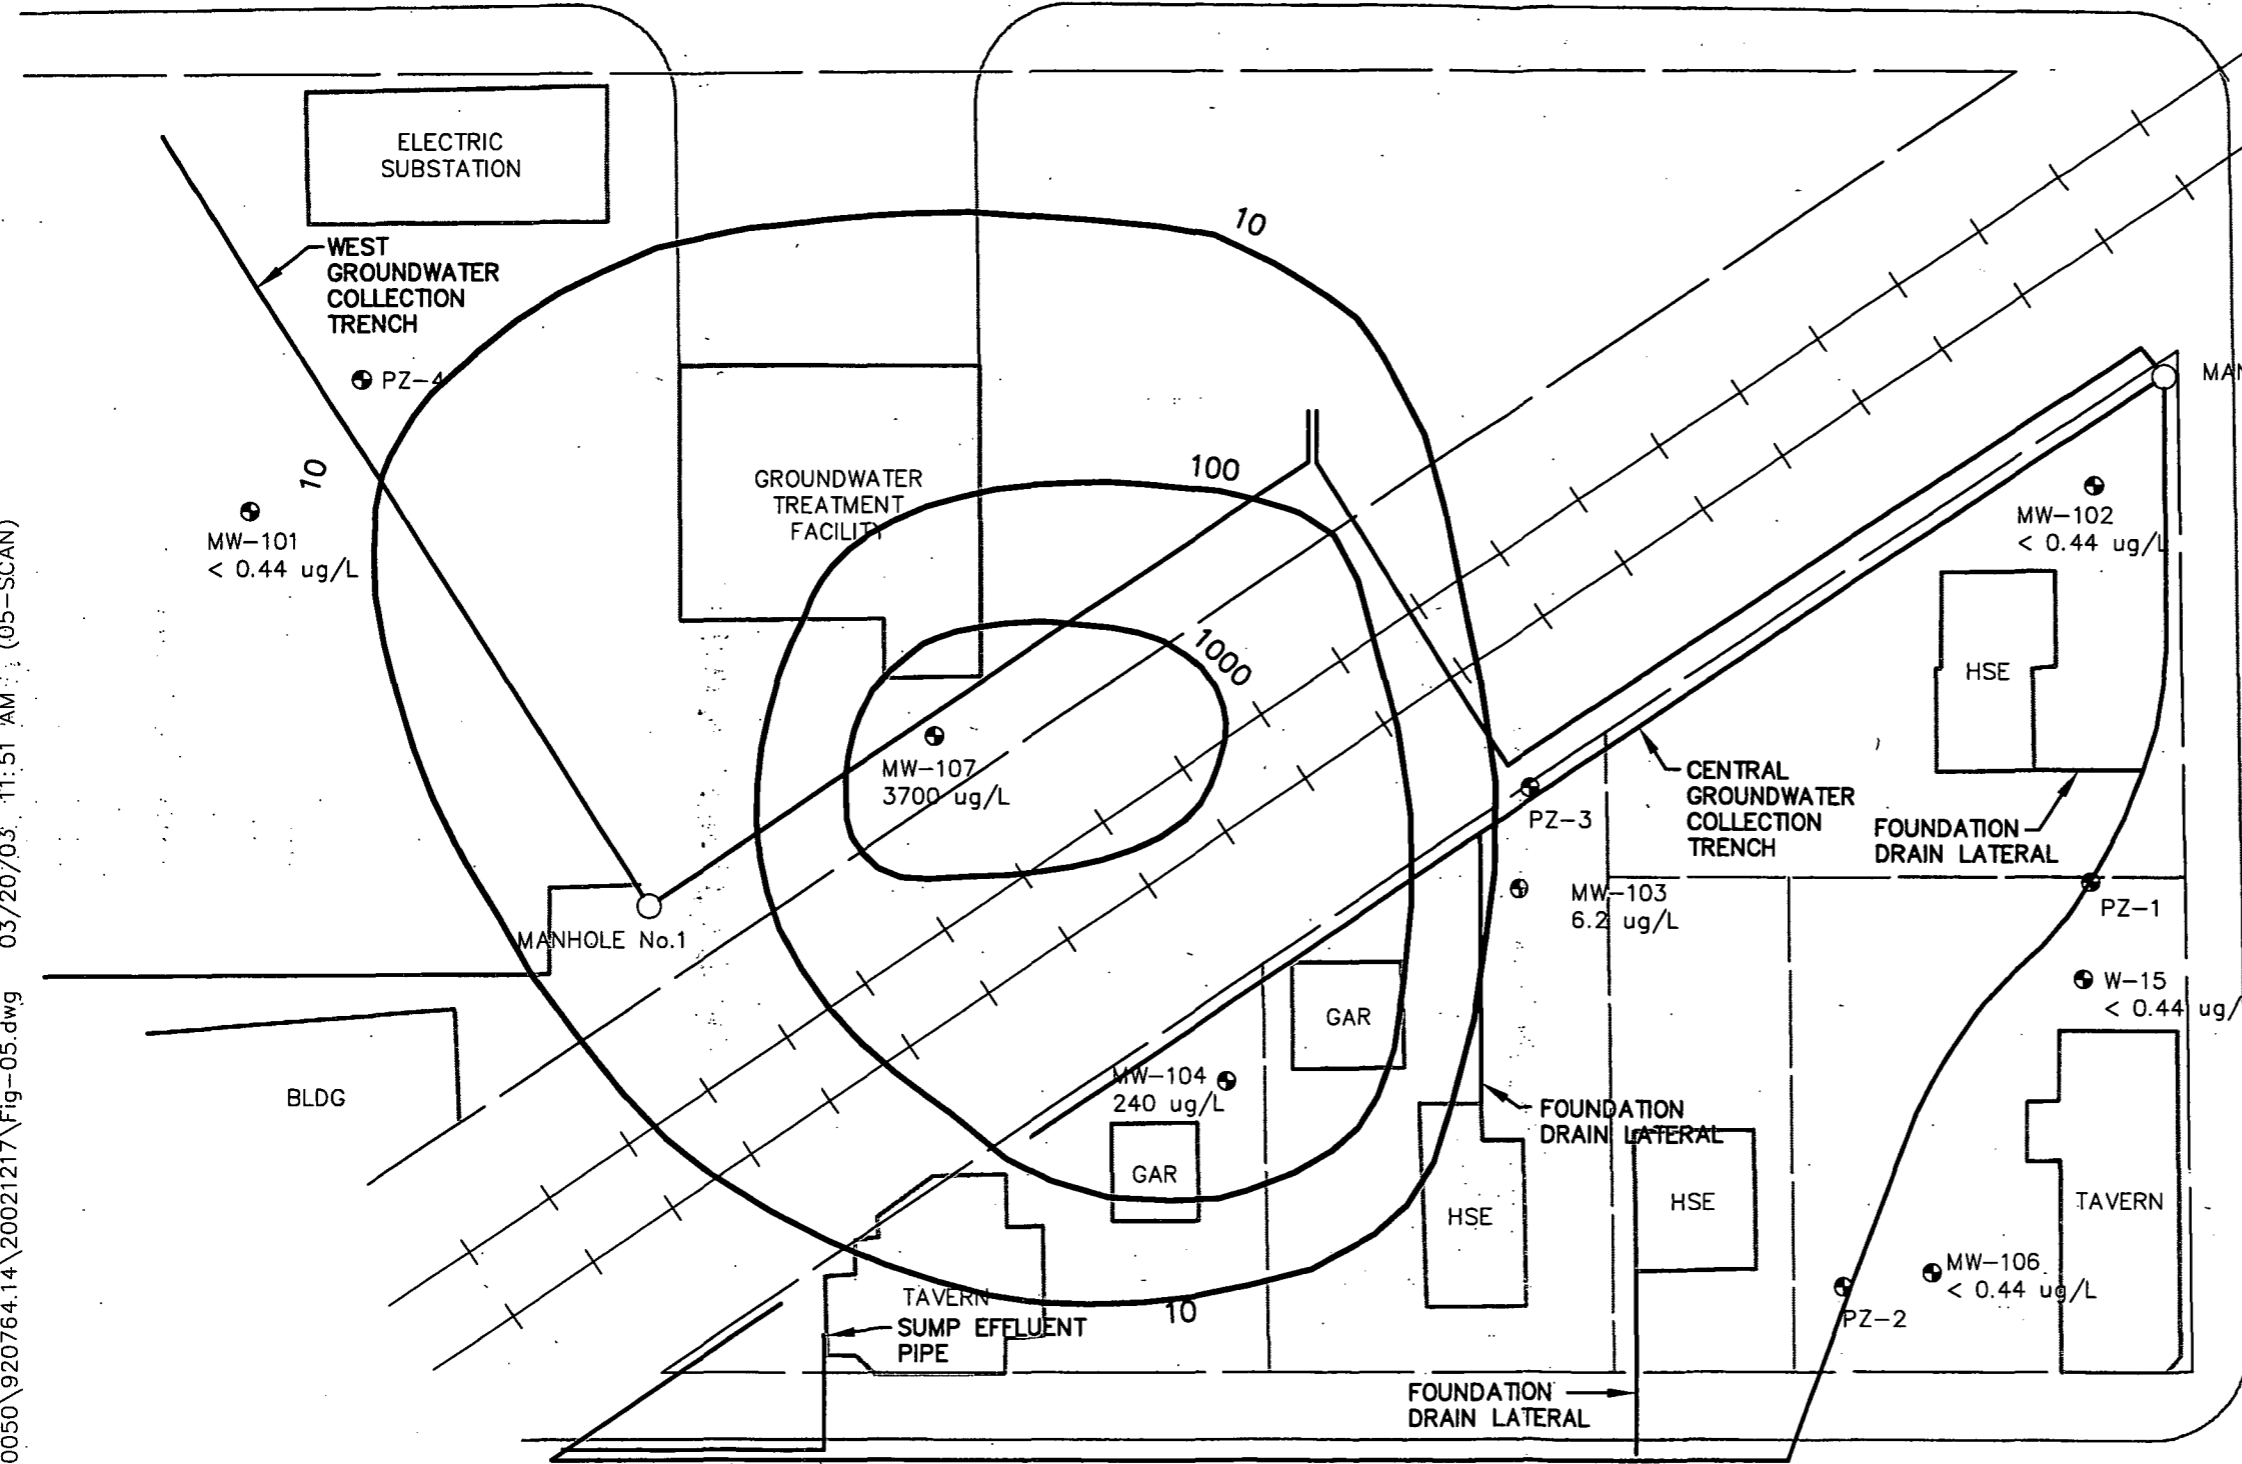 ELECTRIC
SUBSTATION
10
WEST
GROUNDWATER
COLLECTION
TRENCH
PZ-4
MAN
10
100
GROUNDWATER
TREATMENT
FACILITY
MW-101
< 0.44 ug/L
MW-102
< 0.44 ug/L
1000
HSE
MW-107
3700 ug/L
CENTRAL
GROUNDWATER
COLLECTION
TRENCH
PZ-3
FOUNDATION
DRAIN LATERAL
MW-103
6.2 ug/L
PZ-1
MANHOLE No.1
W-15
< 0.44 ug/
GAR
BLDG
MW-104
240 ug/L
FOUNDATION
DRAIN LATERAL
GAR
HSE
HSE
TAVERN
MW-106
< 0.44 ug/L
TAVERN
10
PZ-2
SUMP EFFLUENT
PIPE
FOUNDATION
DRAIN LATERAL
0050\920764.14\20021217\Fig-05.dwg 03/20/03 11:51 AM (05-SCAN)